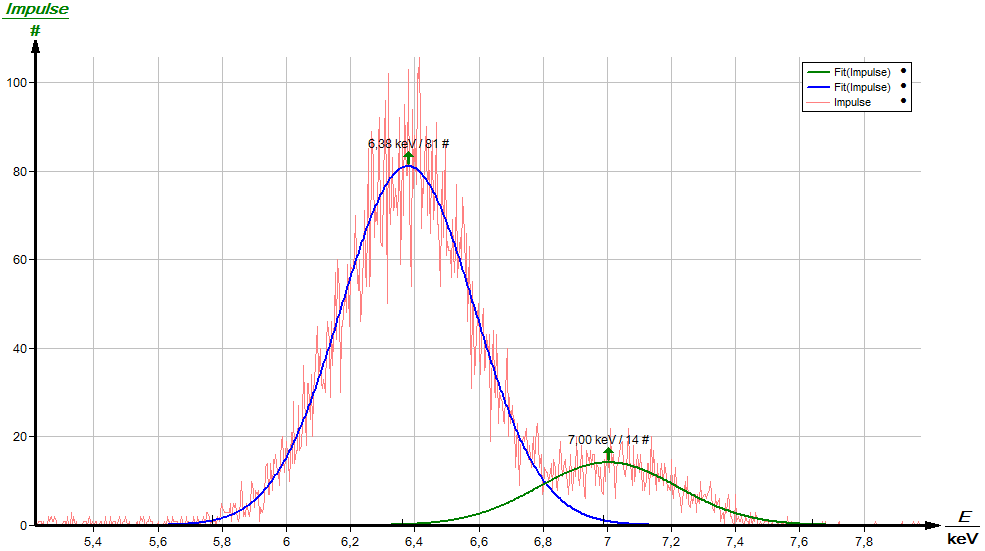 Impulse
#
100
80
60
40
20
0
6,38 keV / 81 #
7,00 keV / 14 #
Fit(Impulse)
Fit(Impulse)
Impulse
5,4 5,6 5,8 6 6,2 6,4 6,6 6,8 7 7,2 7,4 7,6 7,8
E
keV